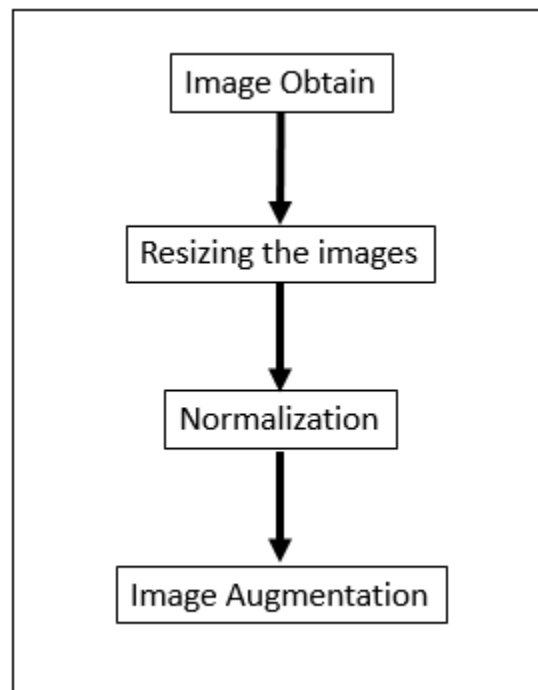 Image Obtain
Resizing the images
Normalization
Image Augmentation